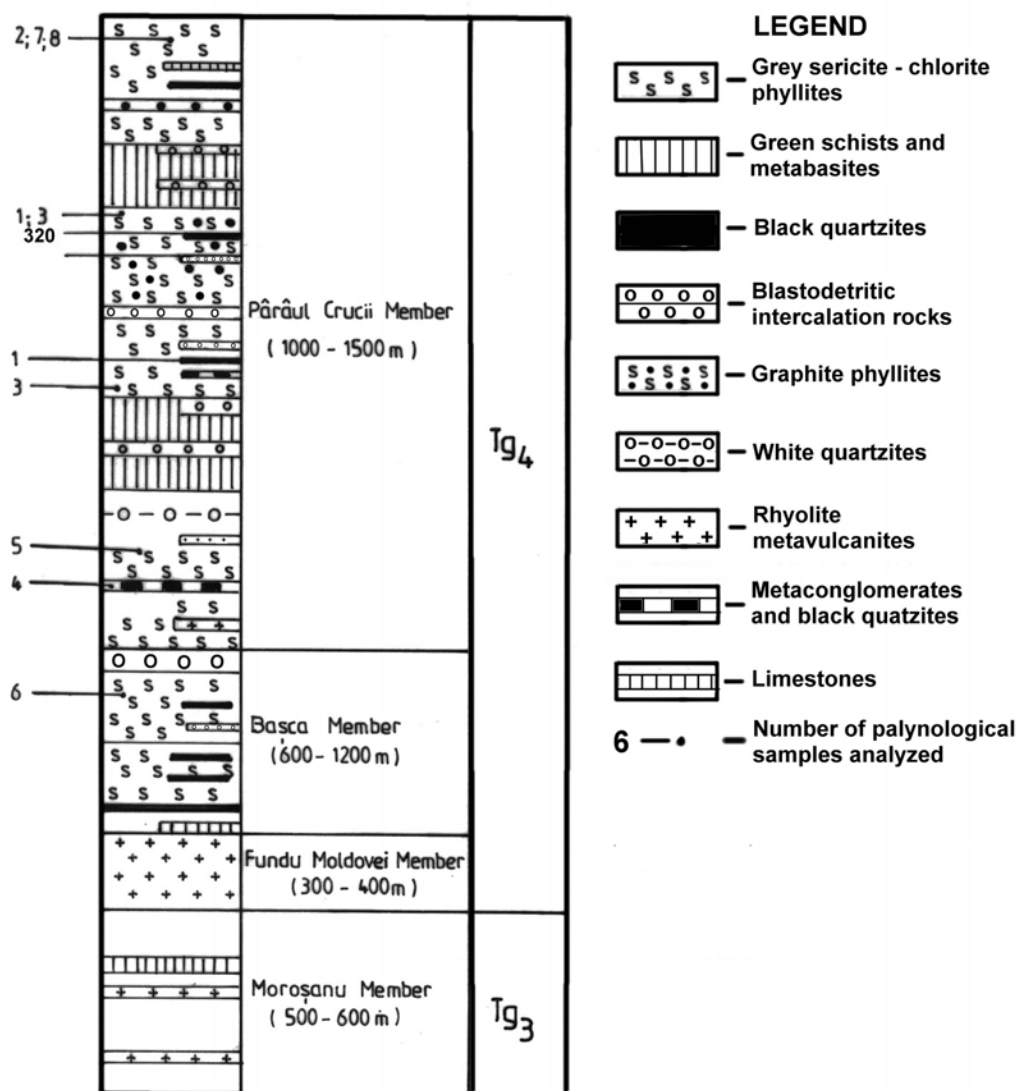 2; 7; 8
1; 3
320
1
3
5
4
6
Pârâul Crucii Member
( 1000 - 1500 m )
Bașca Member
(600 - 1200 m)
Fundu Moldovei Member
(300 - 400m )
Moroșanu Member
( 500 - 600 m)
Tg4
Tg3
LEGEND
Grey sericite - chlorite
phyllites
Green schists and
metabasites
Black quartzites
Blastodetritic
intercalation rocks
Graphite phyllites
White quartzites
Rhyolite
metavulcanites
Metaconglomerates
and black quatzites
Limestones
6
Number of palynological
samples analyzed